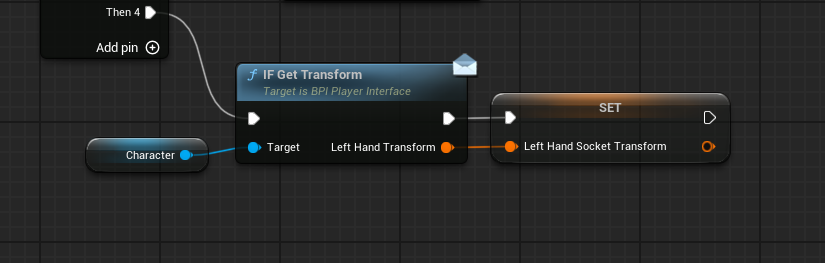 Then 4
Add pin
f IF Get Transform
Target is BPI Player Interface
SET
Character
Target
Left Hand Transform
Left Hand Socket Transform